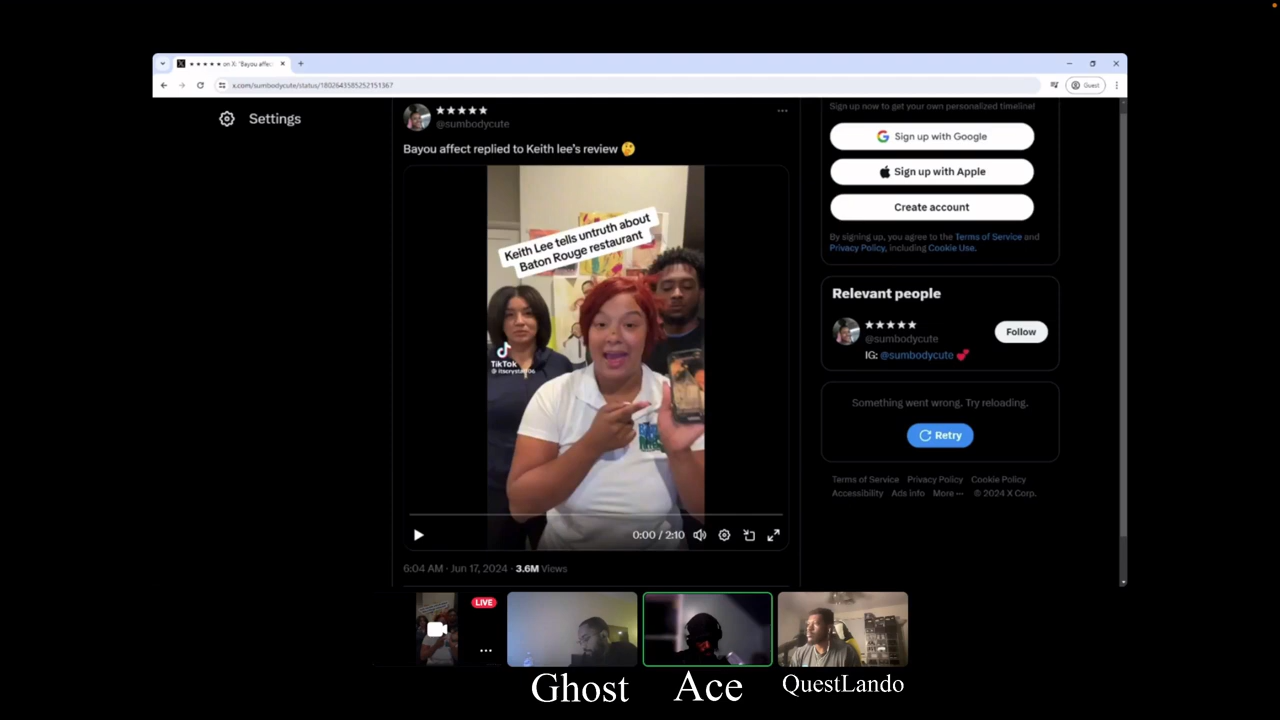 ★ ★ ★ ★ ★ on X: "Bayou affec
x.com/sumbodycute/status/1802643585252151367
Guest
Settings
★★★★★
@sumbodycute
Bayou affect replied to Keith lee's review 🤔
Keith Lee tells untruth about
Baton Rouge restaurant
TikTok
0:00 / 2:10
6:04 AM · Jun 17, 2024 · 3.6M Views
Sign up now to get your own personalized timeline!
Sign up with Google
Sign up with Apple
Create account
By signing up, you agree to the Terms of Service and
Privacy Policy, including Cookie Use.
Relevant people
★★★★★
@sumbodycute
Follow
IG: @sumbodycute 💕
Something went wrong. Try reloading.
Retry
Terms of Service Privacy Policy Cookie Policy
Accessibility Ads info More ··· © 2024 X Corp.
LIVE
Ghost
Ace
QuestLando